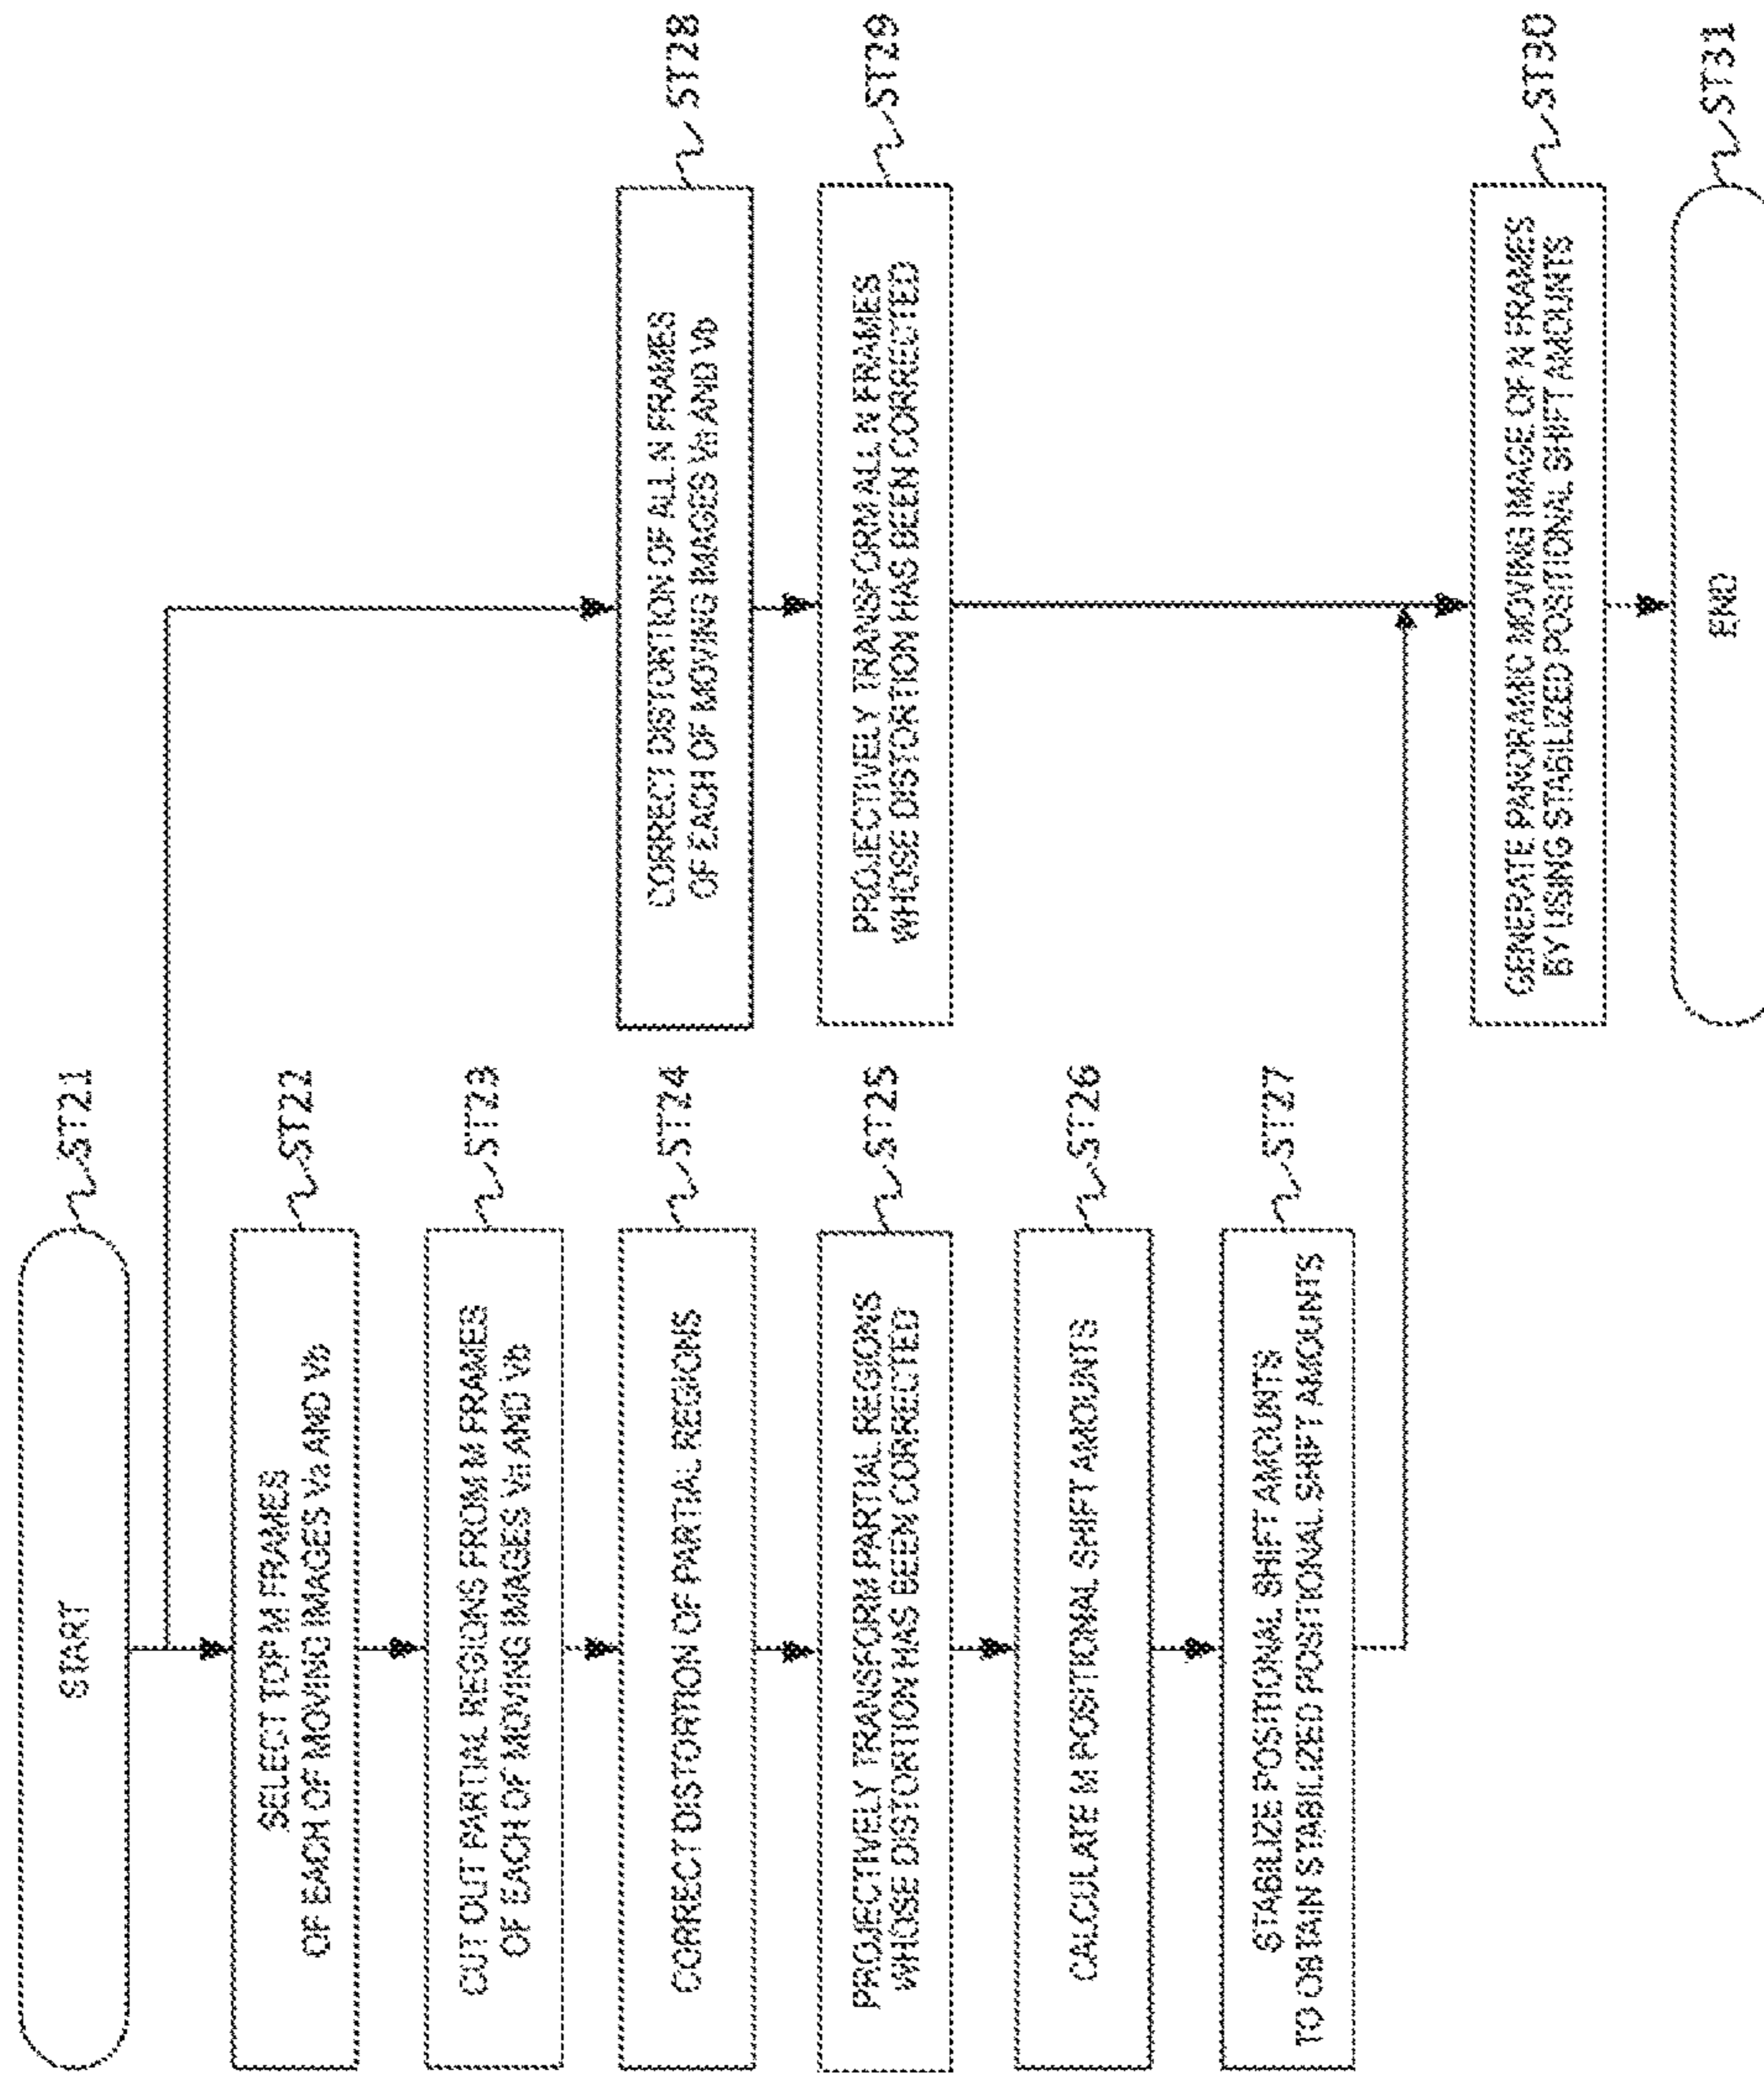 START
ST21
SELECT TOP M FRAMES
OF EACH OF MOVING IMAGES Va AND Vb
ST22
CUT OUT PARTIAL REGIONS FROM M FRAMES
OF EACH OF MOVING IMAGES Va AND Vb
ST23
CORRECT DISTORTION OF PARTIAL REGIONS
ST24
PROJECTIVELY TRANSFORM PARTIAL REGIONS
WHOSE DISTORTION HAS BEEN CORRECTED
ST25
CALCULATE M POSITIONAL SHIFT AMOUNTS
ST26
STABILIZE POSITIONAL SHIFT AMOUNTS
TO OBTAIN STABILIZED POSITIONAL SHIFT AMOUNTS
ST27
CORRECT DISTORTION OF ALL N FRAMES
OF EACH OF MOVING IMAGES Va AND Vb
ST28
PROJECTIVELY TRANSFORM ALL N FRAMES
WHOSE DISTORTION HAS BEEN CORRECTED
ST29
GENERATE PANORAMIC MOVING IMAGE OF N FRAMES
BY USING STABILIZED POSITIONAL SHIFT AMOUNTS
ST30
END
ST31